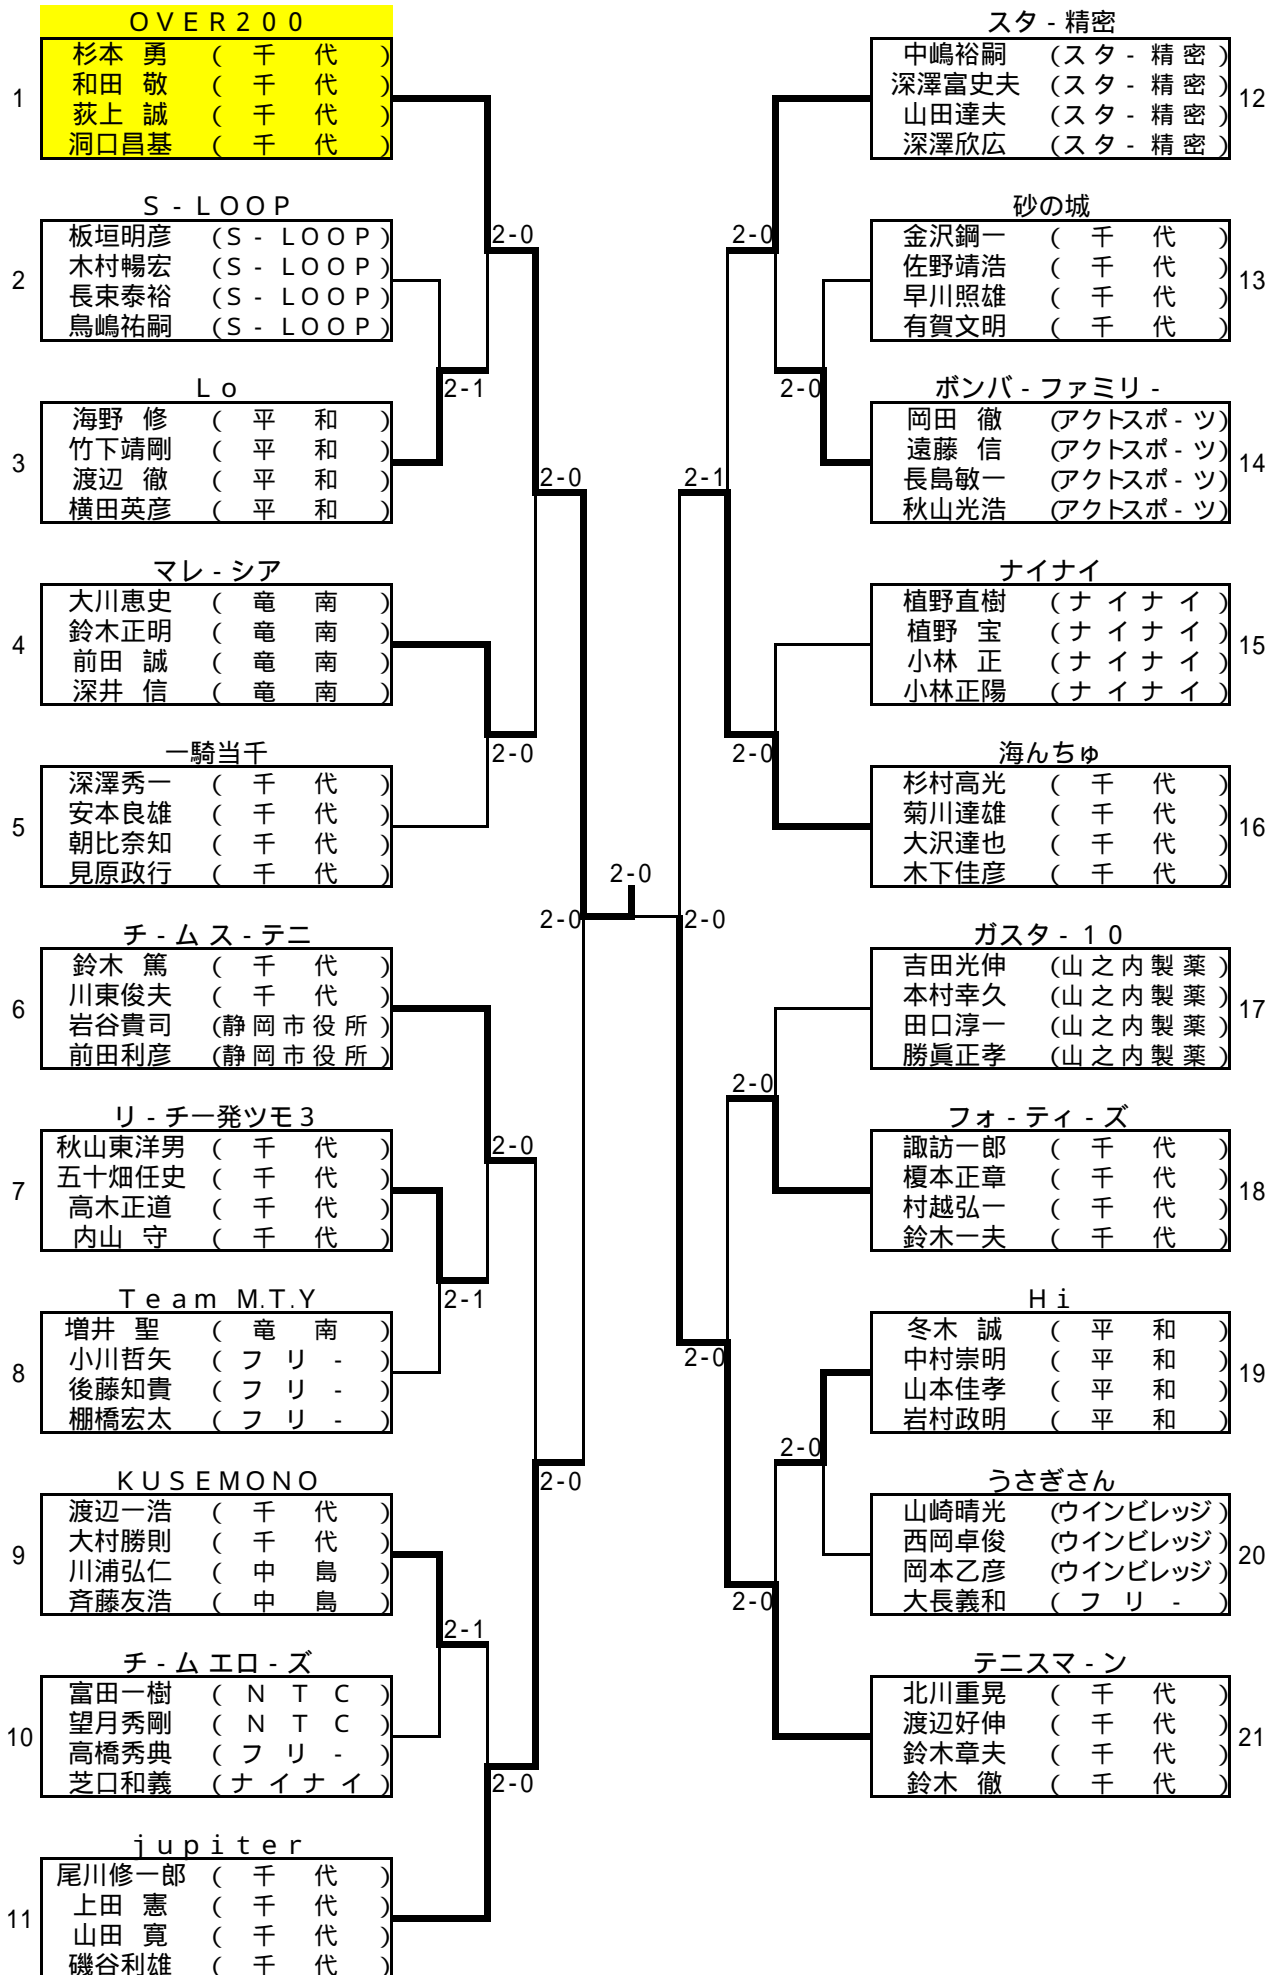 OVER200
1
杉本 勇 ( 千 代 )
和田 敬 ( 千 代 )
荻上 誠 ( 千 代 )
洞口昌基 ( 千 代 )
S-LOOP
2
板垣明彦 (S-LOOP)
木村暢宏 (S-LOOP)
長束泰裕 (S-LOOP)
鳥嶋祐嗣 (S-LOOP)
Lo
3
海野 修 ( 平 和 )
竹下靖剛 ( 平 和 )
渡辺 徹 ( 平 和 )
横田英彦 ( 平 和 )
マレ-シア
4
大川恵史 ( 竜 南 )
鈴木正明 ( 竜 南 )
前田 誠 ( 竜 南 )
深井 信 ( 竜 南 )
一騎当千
5
深澤秀一 ( 千 代 )
安本良雄 ( 千 代 )
朝比奈知 ( 千 代 )
見原政行 ( 千 代 )
チ-ムス-テニ
6
鈴木 篤 ( 千 代 )
川東俊夫 ( 千 代 )
岩谷貴司 (静岡市役所)
前田利彦 (静岡市役所)
リ-チ一発ツモ3
7
秋山東洋男 ( 千 代 )
五十畑任史 ( 千 代 )
高木正道 ( 千 代 )
内山 守 ( 千 代 )
Team M.T.Y
8
増井 聖 ( 竜 南 )
小川哲矢 (フリ-)
後藤知貴 (フリ-)
棚橋宏太 (フリ-)
KUSEMONO
9
渡辺一浩 ( 千 代 )
大村勝則 ( 千 代 )
川浦弘仁 ( 中 島 )
斉藤友浩 ( 中 島 )
チ-ムエロ-ズ
10
富田一樹 (NTC)
望月秀剛 (NTC)
高橋秀典 (フリ-)
芝口和義 (ナイナイ)
jupiter
11
尾川修一郎 ( 千 代 )
上田 憲 ( 千 代 )
山田 寛 ( 千 代 )
磯谷利雄 ( 千 代 )
2-0
2-1
2-0
2-0
2-0
2-0
2-1
2-0
2-1
2-0
2-0
2-0
2-1
2-0
2-0
2-0
2-0
2-0
2-0
2-0
スタ-精密
中嶋裕嗣 (スタ-精密)
深澤富史夫 (スタ-精密)
山田達夫 (スタ-精密)
深澤欣広 (スタ-精密)
12
砂の城
金沢鋼一 ( 千 代 )
佐野靖浩 ( 千 代 )
早川照雄 ( 千 代 )
有賀文明 ( 千 代 )
13
ボンバ-ファミリ-
岡田 徹 (アクトスポ-ツ)
遠藤 信 (アクトスポ-ツ)
長島敏一 (アクトスポ-ツ)
秋山光浩 (アクトスポ-ツ)
14
ナイナイ
植野直樹 (ナイナイ)
植野 宝 (ナイナイ)
小林 正 (ナイナイ)
小林正陽 (ナイナイ)
15
海んちゅ
杉村高光 ( 千 代 )
菊川達雄 ( 千 代 )
大沢達也 ( 千 代 )
木下佳彦 ( 千 代 )
16
ガスタ-10
吉田光伸 (山之内製薬)
本村幸久 (山之内製薬)
田口淳一 (山之内製薬)
勝眞正孝 (山之内製薬)
17
フォ-ティ-ズ
諏訪一郎 ( 千 代 )
榎本正章 ( 千 代 )
村越弘一 ( 千 代 )
鈴木一夫 ( 千 代 )
18
Hi
冬木 誠 ( 平 和 )
中村崇明 ( 平 和 )
山本佳孝 ( 平 和 )
岩村政明 ( 平 和 )
19
うさぎさん
山崎晴光 (ウインビレッジ)
西岡卓俊 (ウインビレッジ)
岡本乙彦 (ウインビレッジ)
大長義和 (フリ-)
20
テニスマ-ン
北川重晃 ( 千 代 )
渡辺好伸 ( 千 代 )
鈴木章夫 ( 千 代 )
鈴木 徹 ( 千 代 )
21